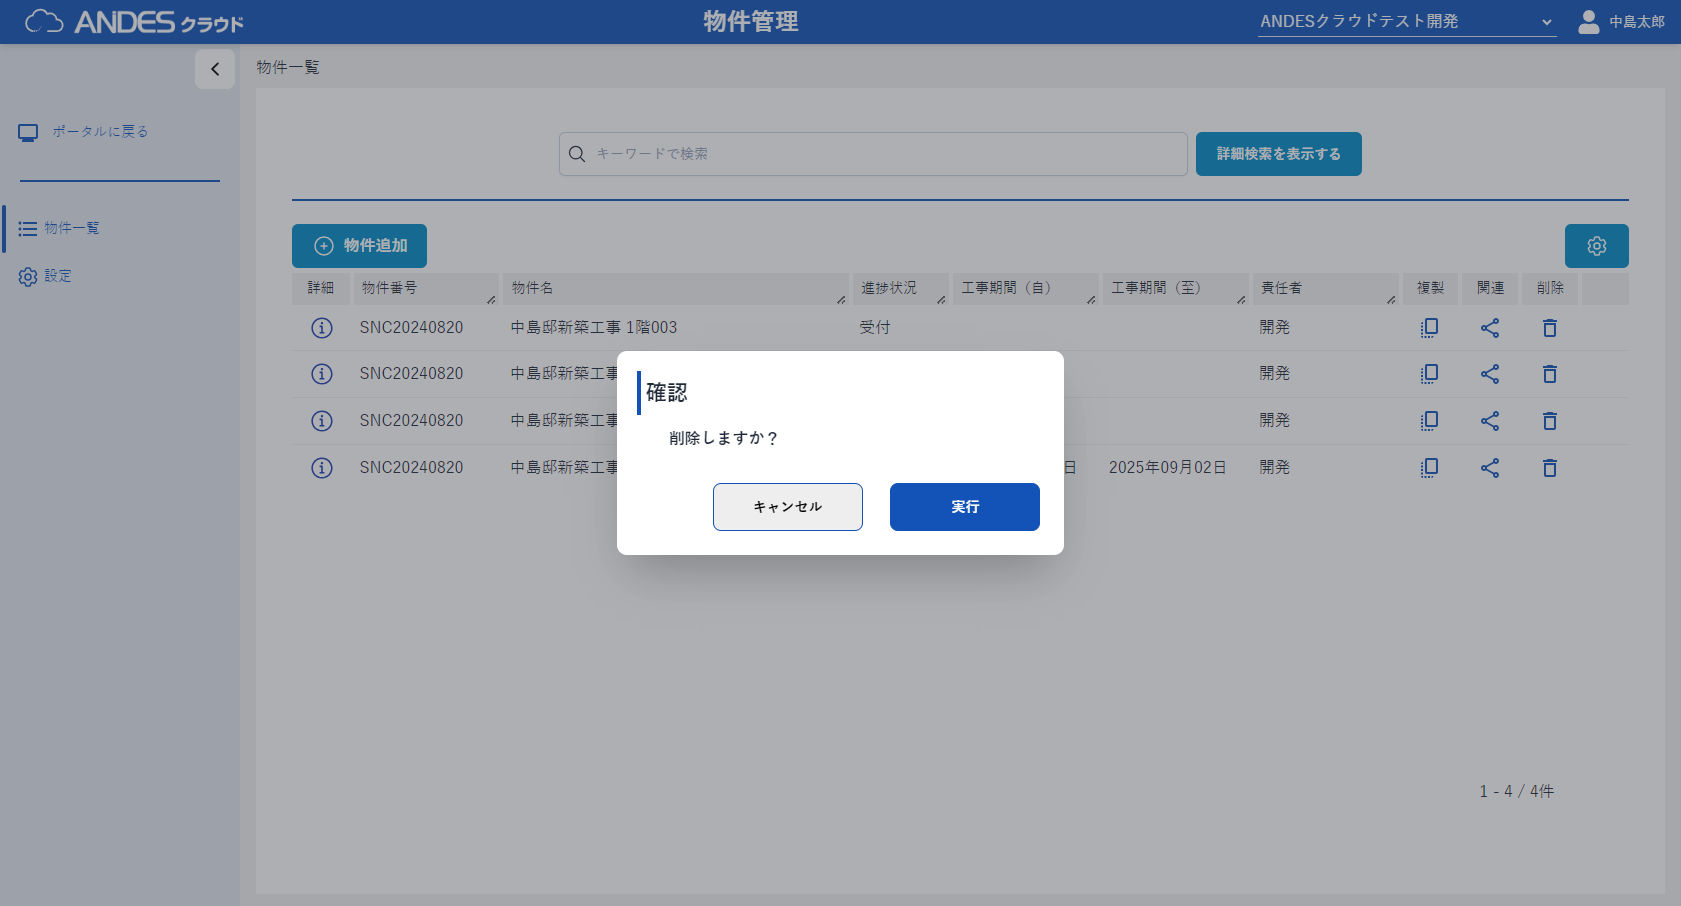 ANDES クラウド
物件管理
ANDESクラウドテスト開発
中島太郎
物件一覧
ポータルに戻る
キーワードで検索
詳細検索を表示する
物件一覧
設定
物件追加
詳細 物件番号 物件名 進捗状況 工事期間（自） 工事期間（至） 責任者 複製 関連 削除
SNC20240820 中島邸新築工事 1階003 受付 開発
SNC20240820 中島邸新築工事 開発
SNC20240820 中島邸新築工事 開発
SNC20240820 中島邸新築工事 日 2025年09月02日 開発
確認
削除しますか？
キャンセル
実行
1 - 4 / 4件